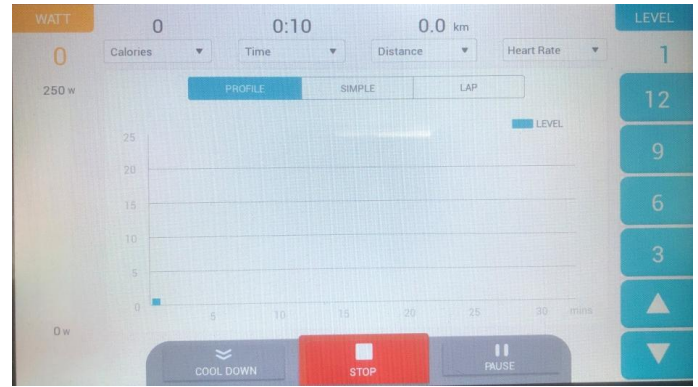 WATT
0
0:10
0.0 km
LEVEL
0
Calories
Time
Distance
Heart Rate
1
250 w
PROFILE
SIMPLE
LAP
12
LEVEL
25
9
20
15
6
10
3
5
0
5
10
15
20
25
30
mins
0 w
COOL DOWN
STOP
PAUSE